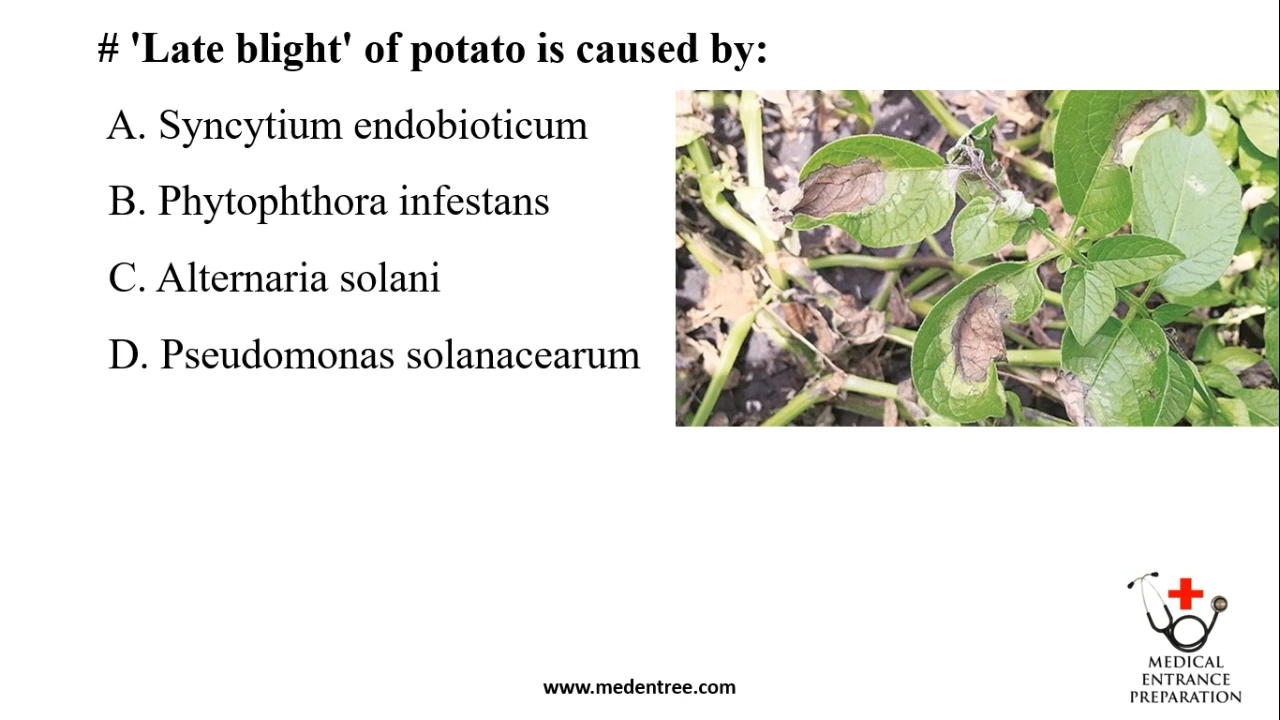 # 'Late blight' of potato is caused by:
A. Syncytium endobioticum
B. Phytophthora infestans
C. Alternaria solani
D. Pseudomonas solanacearum
MEDICAL
ENTRANCE
PREPARATION
www.medentree.com